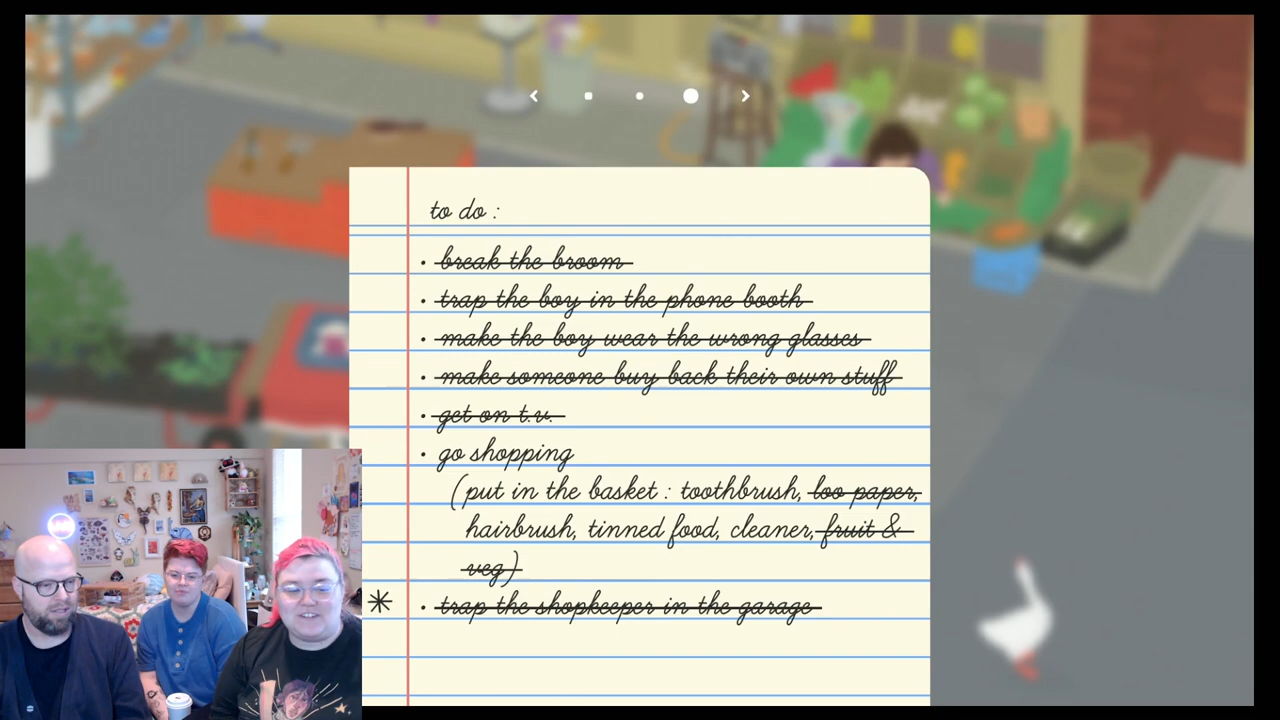 to do :
• break the broom
• trap the boy in the phone booth
• make the boy wear the wrong glasses
• make someone buy back their own stuff
• get on t.v.
• go shopping
(put in the basket : toothbrush, loo paper,
hairbrush, tinned food, cleaner, fruit &
veg)
* • trap the shopkeeper in the garage